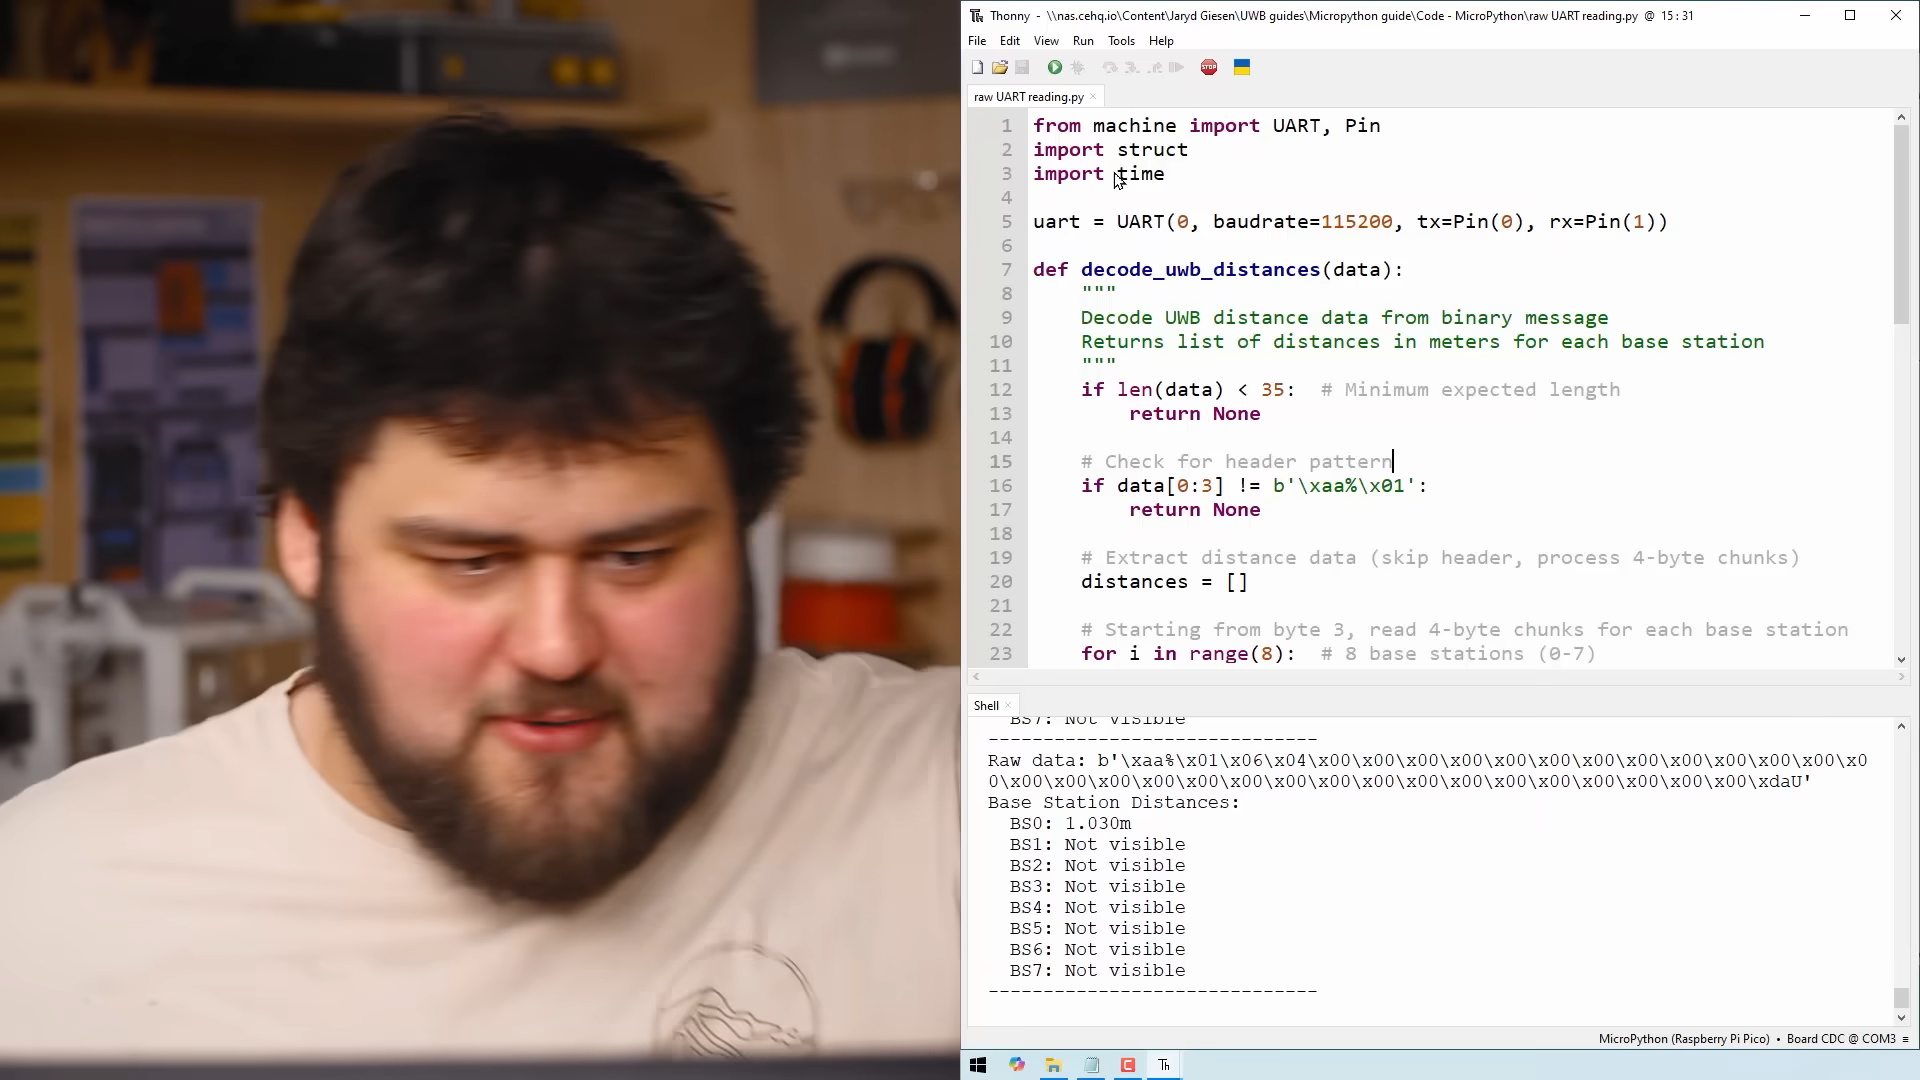 Thonny - \\nas.cehq.io\Content\Jaryd Giesen\UWB guides\Micropython guide\Code - MicroPython\raw UART reading.py @ 15 : 31
File Edit View Run Tools Help
STOP
raw UART reading.py
1 from machine import UART, Pin
2 import struct
3 import time
4
5 uart = UART(0, baudrate=115200, tx=Pin(0), rx=Pin(1))
6
7 def decode_uwb_distances(data):
8 """
9 Decode UWB distance data from binary message
10 Returns list of distances in meters for each base station
11 """
12 if len(data) < 35: # Minimum expected length
13 return None
14
15 # Check for header pattern
16 if data[0:3] != b'\xaa%\x01':
17 return None
18
19 # Extract distance data (skip header, process 4-byte chunks)
20 distances = []
21
22 # Starting from byte 3, read 4-byte chunks for each base station
23 for i in range(8): # 8 base stations (0-7)
Shell
BS7: Not visible
------------------------------
Raw data: b'\xaa%\x01\x06\x04\x00\x00\x00\x00\x00\x00\x00\x00\x00\x00\x00\x00\x0
0\x00\x00\x00\x00\x00\x00\x00\x00\x00\x00\x00\x00\x00\x00\x00\x00\x00\xdaU'
Base Station Distances:
BS0: 1.030m
BS1: Not visible
BS2: Not visible
BS3: Not visible
BS4: Not visible
BS5: Not visible
BS6: Not visible
BS7: Not visible
------------------------------
MicroPython (Raspberry Pi Pico) • Board CDC @ COM3 ≡
Th